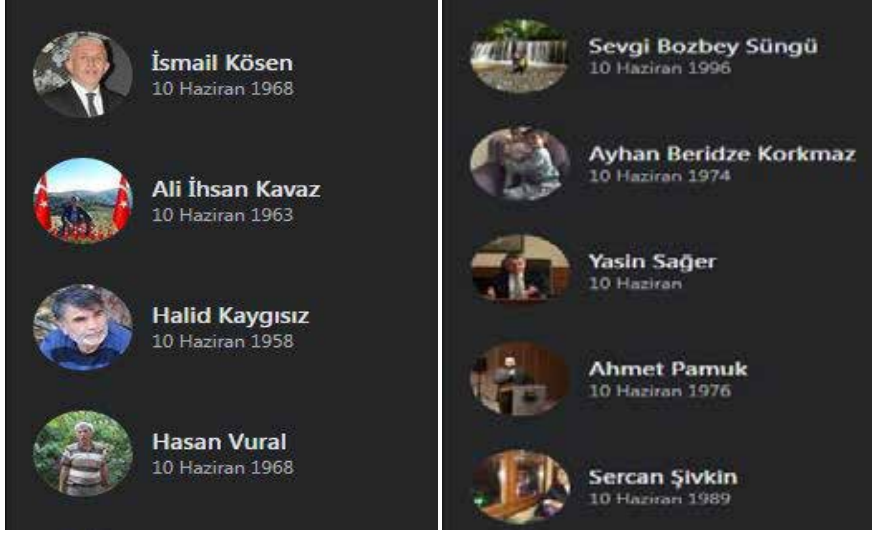 İsmail Kösen
10 Haziran 1968
Ali İhsan Kavaz
10 Haziran 1963
Halid Kaygısız
10 Haziran 1958
Hasan Vural
10 Haziran 1968
Sevgi Bozbey Süngü
10 Haziran 1996
Ayhan Beridze Korkmaz
10 Haziran 1974
Yasin Sağer
10 Haziran
Ahmet Pamuk
10 Haziran 1976
Sercan Şivkin
10 Haziran 1989